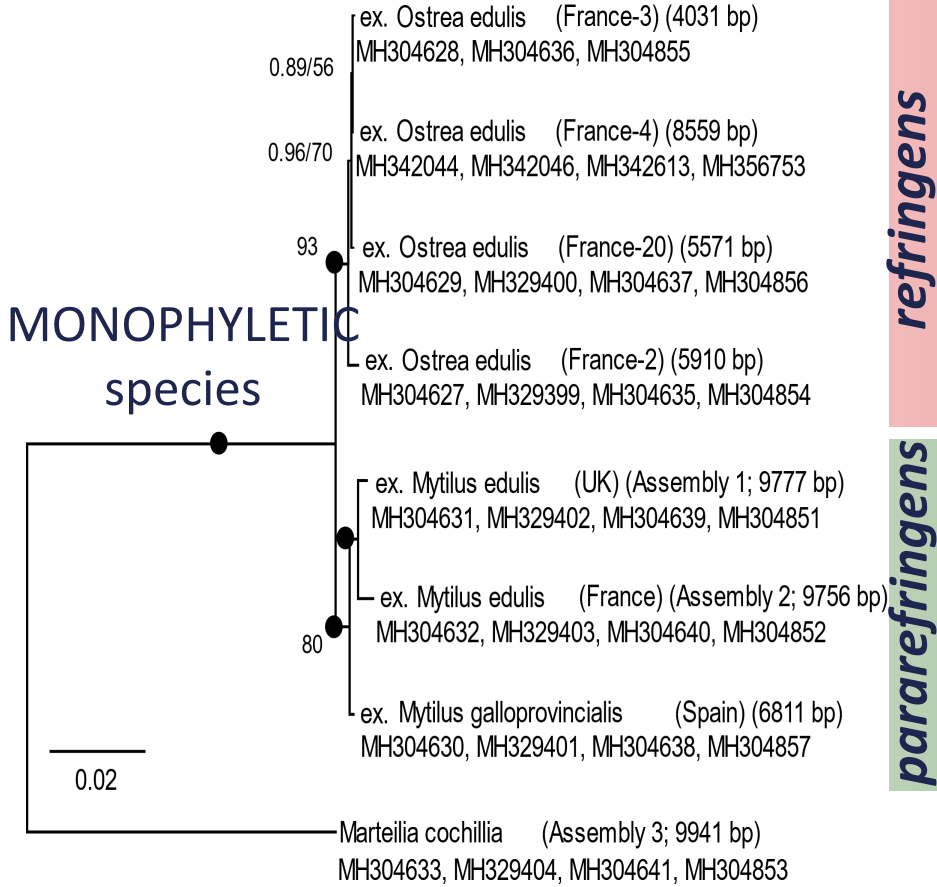 ex. Ostrea edulis (France-3) (4031 bp)
MH304628, MH304636, MH304855
0.89/56
ex. Ostrea edulis (France-4) (8559 bp)
MH342044, MH342046, MH342613, MH356753
0.96/70
ex. Ostrea edulis (France-20) (5571 bp)
MH304629, MH329400, MH304637, MH304856
93
refringens
MONOPHYLETIC
species
ex. Ostrea edulis (France-2) (5910 bp)
MH304627, MH329399, MH304635, MH304854
ex. Mytilus edulis (UK) (Assembly 1; 9777 bp)
MH304631, MH329402, MH304639, MH304851
ex. Mytilus edulis (France) (Assembly 2; 9756 bp)
MH304632, MH329403, MH304640, MH304852
80
pararefringens
ex. Mytilus galloprovincialis (Spain) (6811 bp)
MH304630, MH329401, MH304638, MH304857
0.02
Marteilia cochillia (Assembly 3; 9941 bp)
MH304633, MH329404, MH304641, MH304853